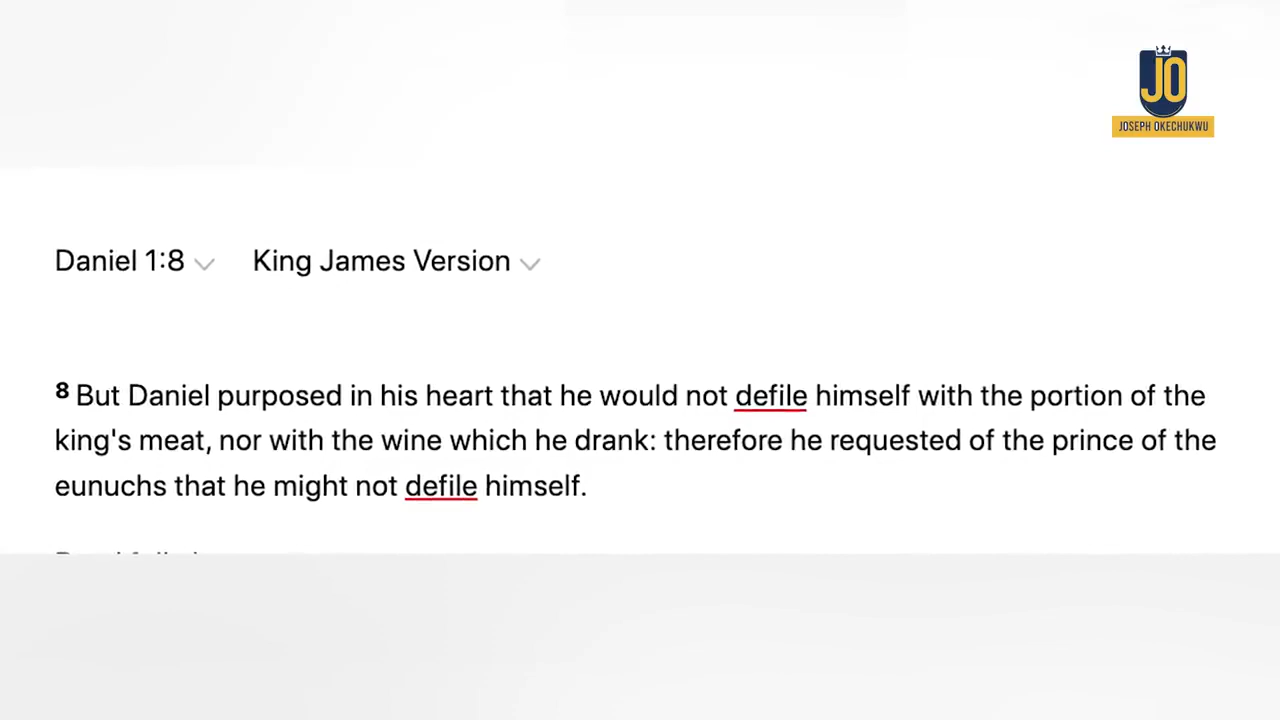 JO
JOSEPH OKECHUKWU
Daniel 1:8 King James Version
8 But Daniel purposed in his heart that he would not defile himself with the portion of the
king's meat, nor with the wine which he drank: therefore he requested of the prince of the
eunuchs that he might not defile himself.